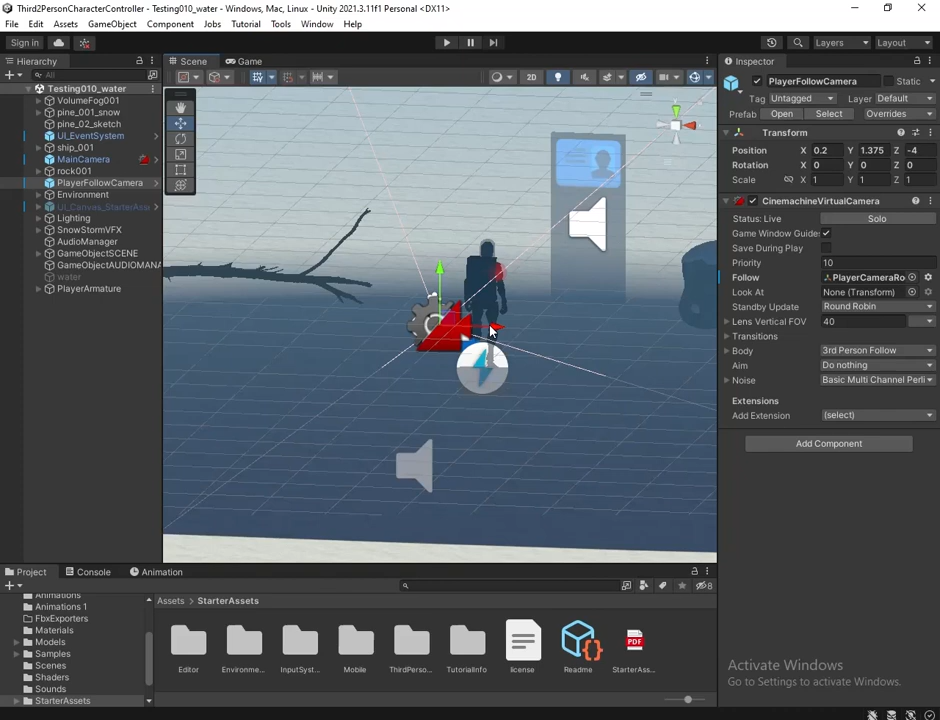 Third2PersonCharacterController - Testing010_water - Windows, Mac, Linux - Unity 2021.3.11f1 Personal <DX11>
File Edit Assets GameObject Component Jobs Tutorial Tools Window Help
Sign in Layers Layout
Hierarchy Scene Game Inspector
All 2D PlayerFollowCamera Static
Testing010_water Tag Untagged Layer Default
VolumeFog001 Prefab Open Select Overrides
pine_001_snow
pine_02_sketch Transform
UI_EventSystem Position X 0.2 Y 1.375 Z -4
ship_001 Rotation X 0 Y 0 Z 0
MainCamera Scale X 1 Y 1 Z 1
rock001
PlayerFollowCamera CinemachineVirtualCamera
Environment Status: Live Solo
UI_Canvas_StarterAsse Game Window Guides
Lighting Save During Play
SnowStormVFX Priority 10
AudioManager Follow PlayerCameraRo
GameObjectSCENE Look At None (Transform)
GameObjectAUDIOMANA Standby Update Round Robin
water Lens Vertical FOV 40
PlayerArmature Transitions
Body 3rd Person Follow
Aim Do nothing
Noise Basic Multi Channel Perli
Extensions
Add Extension (select)
Add Component
Project Console Animation
8
Animations Assets > StarterAssets
Animations 1
FbxExporters
Materials
Models
Samples
Scenes
Shaders
Sounds
StarterAssets
Editor Environme... InputSyst... Mobile ThirdPerso... TutorialInfo license Readme StarterAss...
PDF
Activate Windows
Go to Settings to activate Windows.